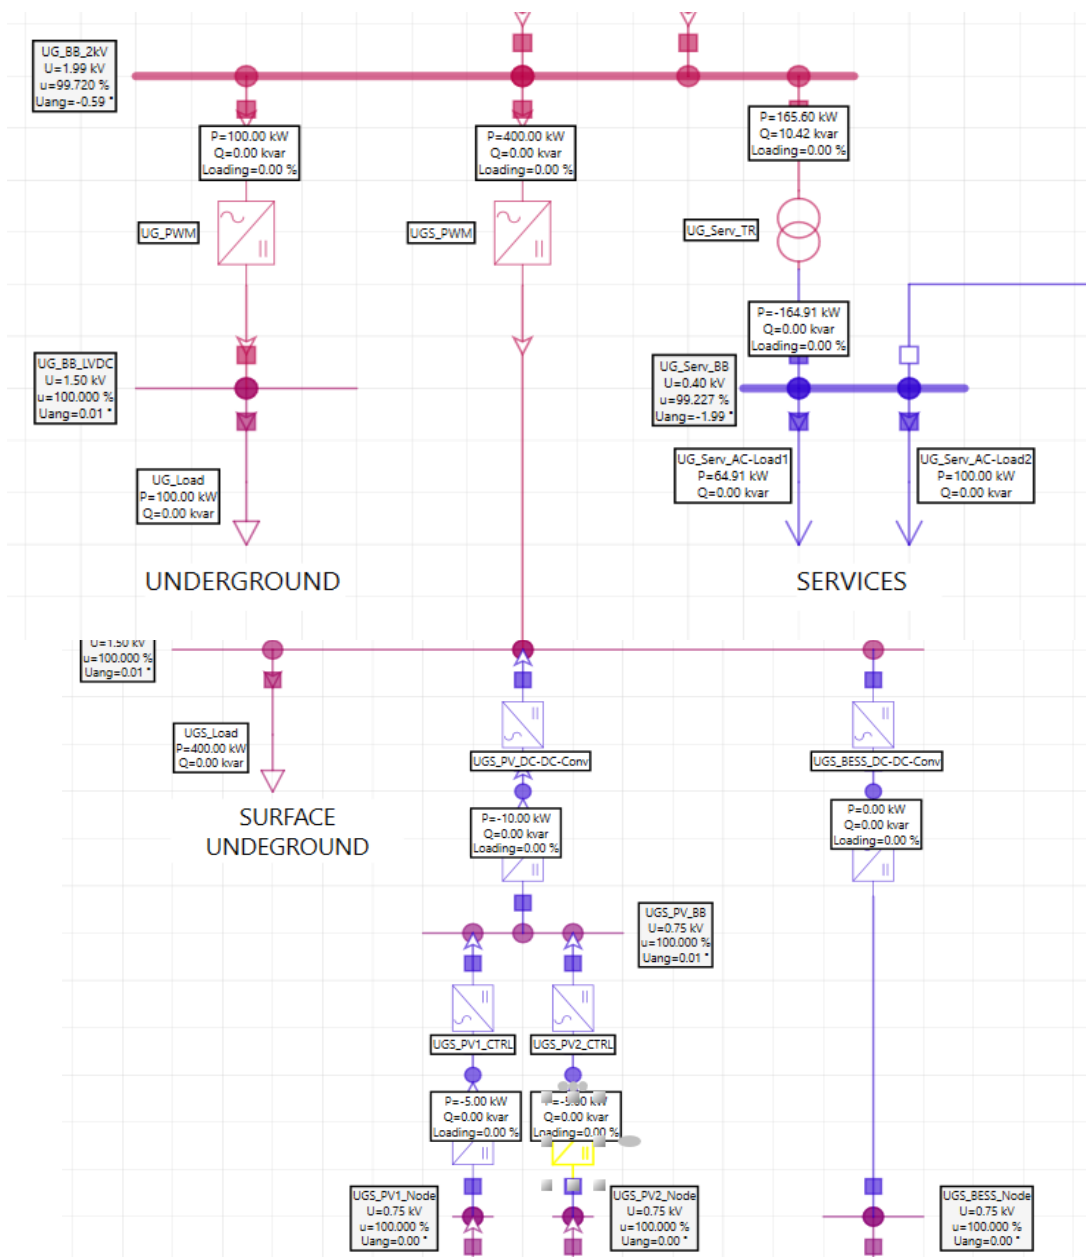 UG_BB_2kV
U=1.99 kV
u=99.720 %
Uang=-0.59 °
P=100.00 kW
Q=0.00 kvar
Loading=0.00 %
P=400.00 kW
Q=0.00 kvar
Loading=0.00 %
P=165.60 kW
Q=10.42 kvar
Loading=0.00 %
UG_PWM
UGS_PWM
UG_Serv_TR
P=-164.91 kW
Q=0.00 kvar
Loading=0.00 %
UG_BB_LVDC
U=1.50 kV
u=100.000 %
Uang=0.01 °
UG_Serv_BB
U=0.40 kV
u=99.227 %
Uang=-1.99 °
UG_Load
P=100.00 kW
Q=0.00 kvar
UG_Serv_AC-Load1
P=64.91 kW
Q=0.00 kvar
UG_Serv_AC-Load2
P=100.00 kW
Q=0.00 kvar
UNDERGROUND
SERVICES
U=1.50 kV
u=100.000 %
Uang=0.01 °
UGS_Load
P=400.00 kW
Q=0.00 kvar
UGS_PV_DC-DC-Conv
UGS_BESS_DC-DC-Conv
SURFACE
UNDEGROUND
P=-10.00 kW
Q=0.00 kvar
Loading=0.00 %
P=0.00 kW
Q=0.00 kvar
Loading=0.00 %
UGS_PV_BB
U=0.75 kV
u=100.000 %
Uang=0.01 °
UGS_PV1_CTRL
UGS_PV2_CTRL
P=-5.00 kW
Q=0.00 kvar
Loading=0.00 %
P=-5.00 kW
Q=0.00 kvar
Loading=0.00 %
UGS_PV1_Node
U=0.75 kV
u=100.000 %
Uang=0.00 °
UGS_PV2_Node
U=0.75 kV
u=100.000 %
Uang=0.00 °
UGS_BESS_Node
U=0.75 kV
u=100.000 %
Uang=0.00 °